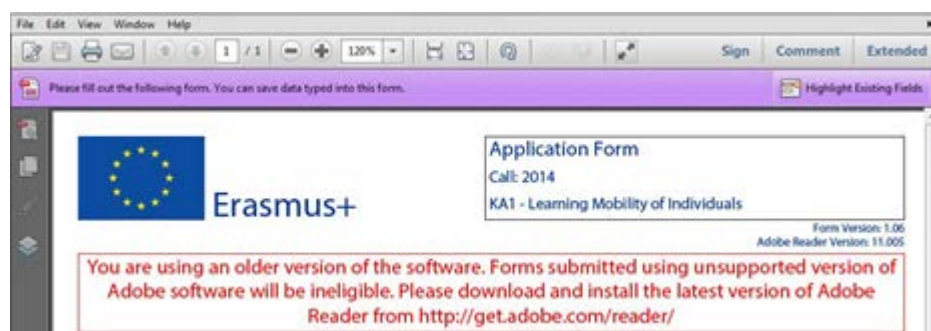 File Edit View Window Help
1 / 1 120% Sign Comment Extended
Please fill out the following form. You can save data typed into this form. Highlight Existing Fields
Erasmus+
Application Form
Call: 2014
KA1 - Learning Mobility of Individuals
Form Version: 1.06
Adobe Reader Version: 11.005
You are using an older version of the software. Forms submitted using unsupported version of
Adobe software will be ineligible. Please download and install the latest version of Adobe
Reader from http://get.adobe.com/reader/